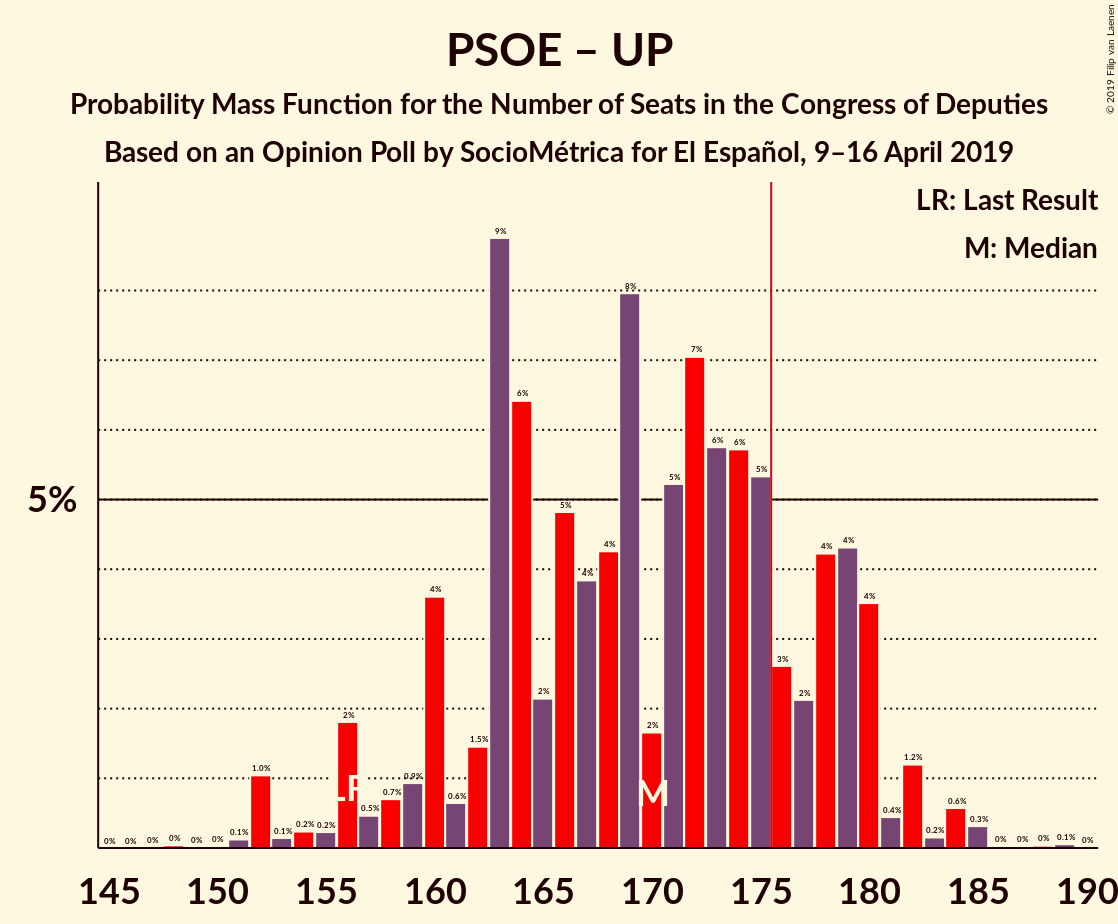 PSOE – UP
Probability Mass Function for the Number of Seats in the Congress of Deputies
Based on an Opinion Poll by SocioMétrica for El Español, 9–16 April 2019
© 2019 Filip van Laenen
LR: Last Result
M: Median
5%
0% 0% 0% 0% 0% 0% 0.1% 1.0% 0.1% 0.2% 0.2% 2% 0.5% 0.7% 0.9% 4% 0.6% 1.5% 9% 6% 2% 5% 4% 4% 8% 2% 5% 7% 6% 6% 5% 3% 2% 4% 4% 4% 0.4% 1.2% 0.2% 0.6% 0.3% 0% 0% 0% 0.1% 0%
LR M
145 150 155 160 165 170 175 180 185 190